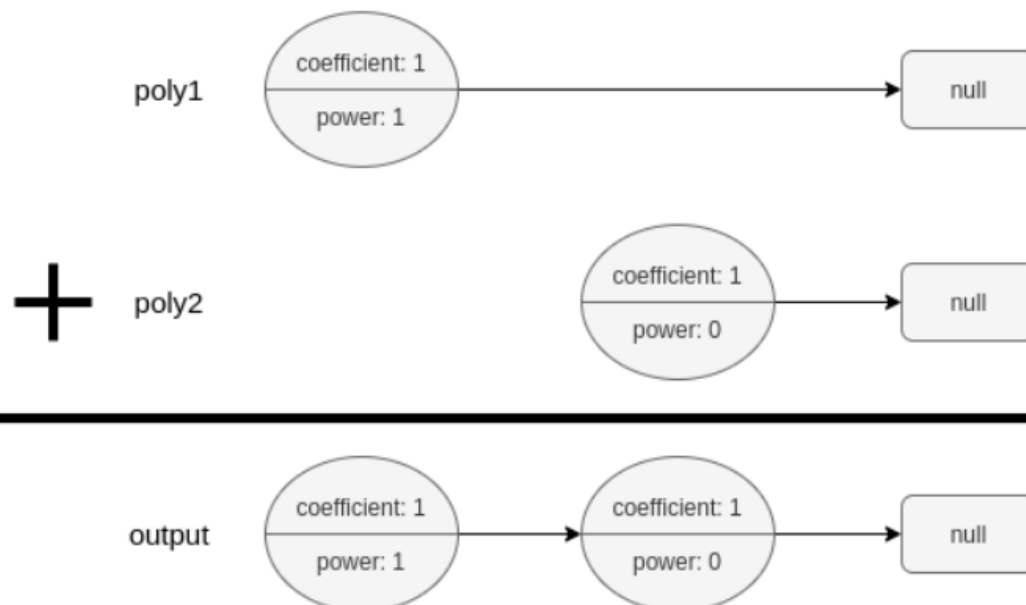 poly1
coefficient: 1
power: 1
null
poly2
coefficient: 1
power: 0
null
output
coefficient: 1
power: 1
coefficient: 1
power: 0
null